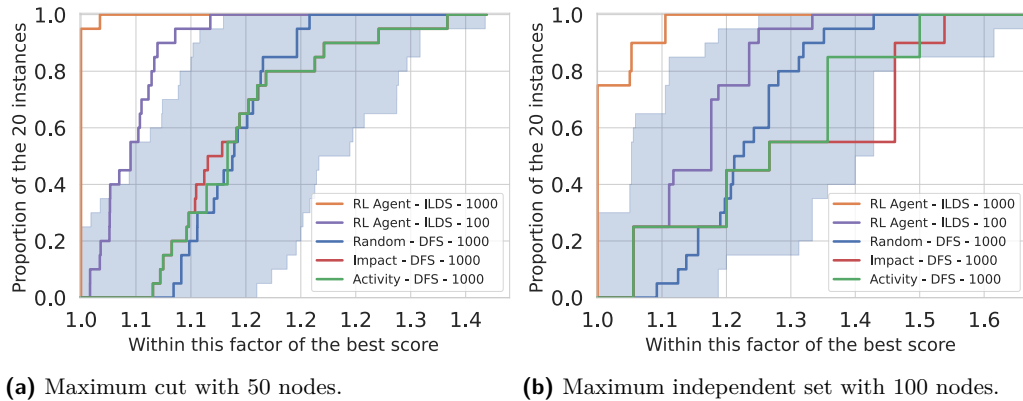 Proportion of the 20 instances
1.0
0.8
0.6
0.4
0.2
0.0
RL Agent - ILDS - 1000
RL Agent - ILDS - 100
Random - DFS - 1000
Impact - DFS - 1000
Activity - DFS - 1000
1.0 1.1 1.1 1.2 1.2 1.2 1.3 1.4
Within this factor of the best score
(a) Maximum cut with 50 nodes.
Proportion of the 20 instances
1.0
0.8
0.6
0.4
0.2
0.0
RL Agent - ILDS - 1000
RL Agent - ILDS - 100
Random - DFS - 1000
Impact - DFS - 1000
Activity - DFS - 1000
1.0 1.1 1.2 1.3 1.4 1.5 1.6
Within this factor of the best score
(b) Maximum independent set with 100 nodes.